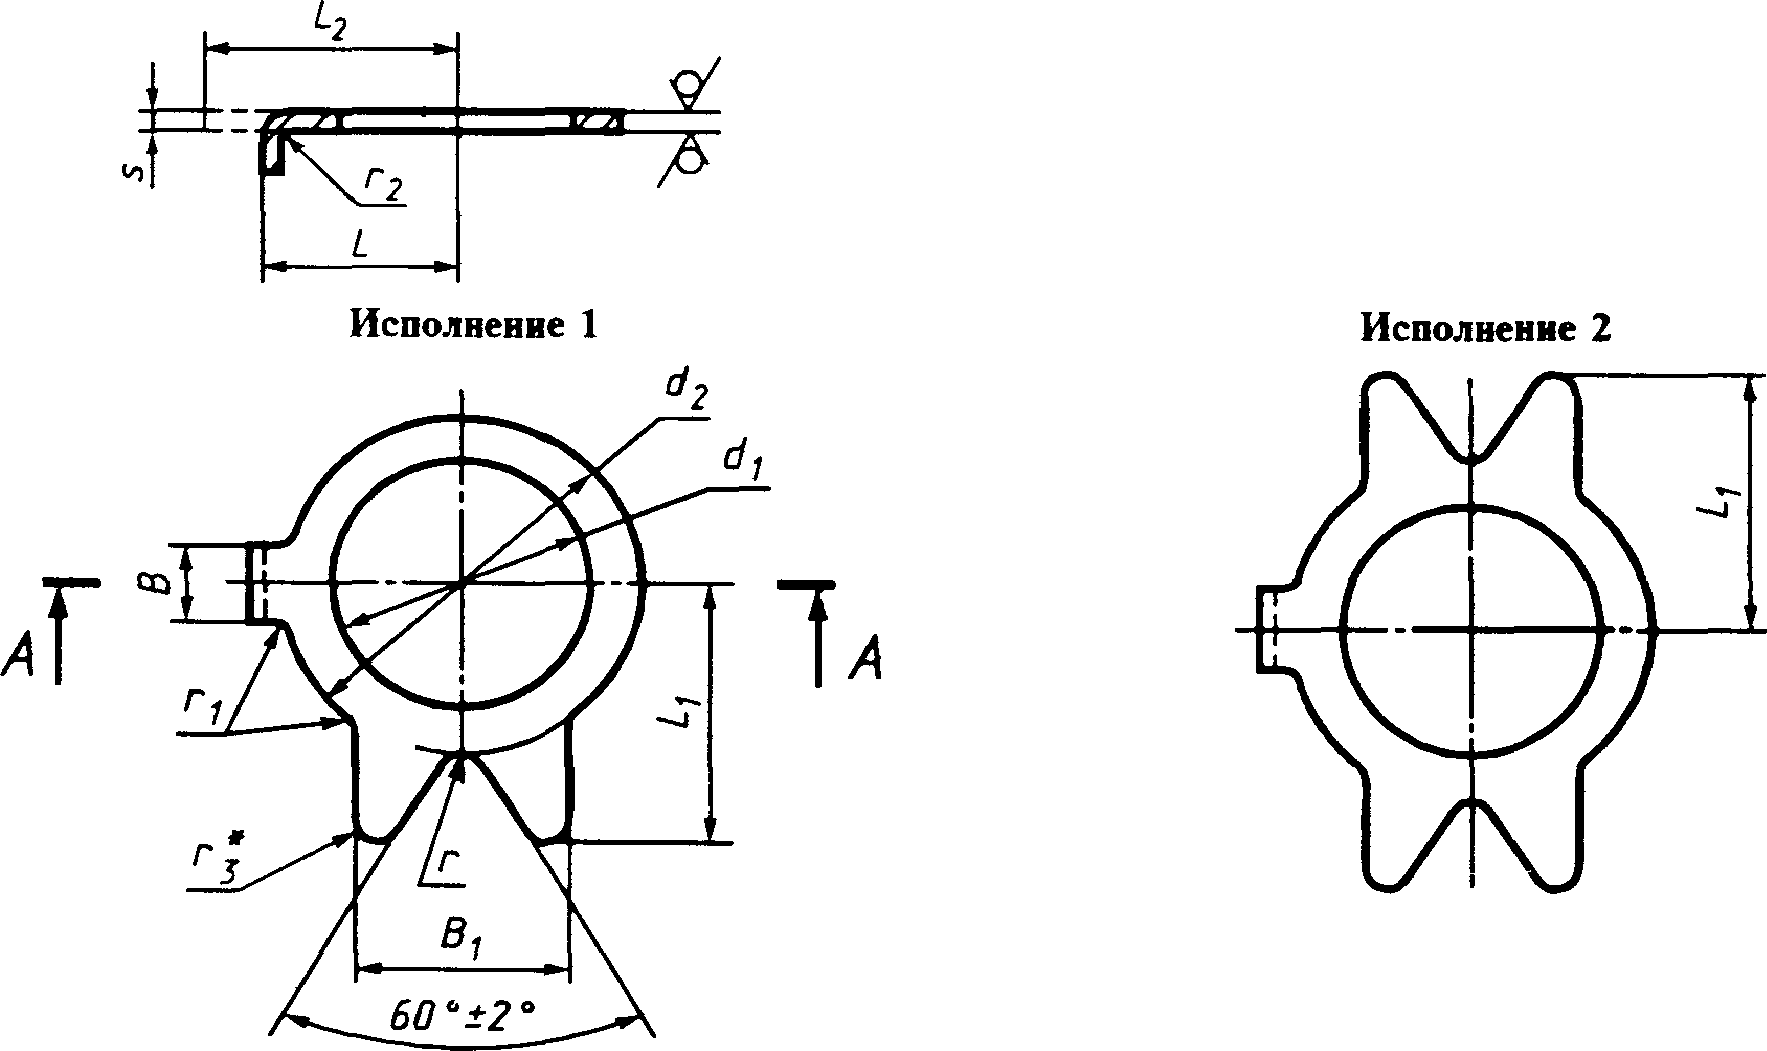 L2
s
r2
L
Исполнение 1
Исполнение 2
d2
d1
L1
B
A
A
r1
L1
r3*
r
B1
60°±2°